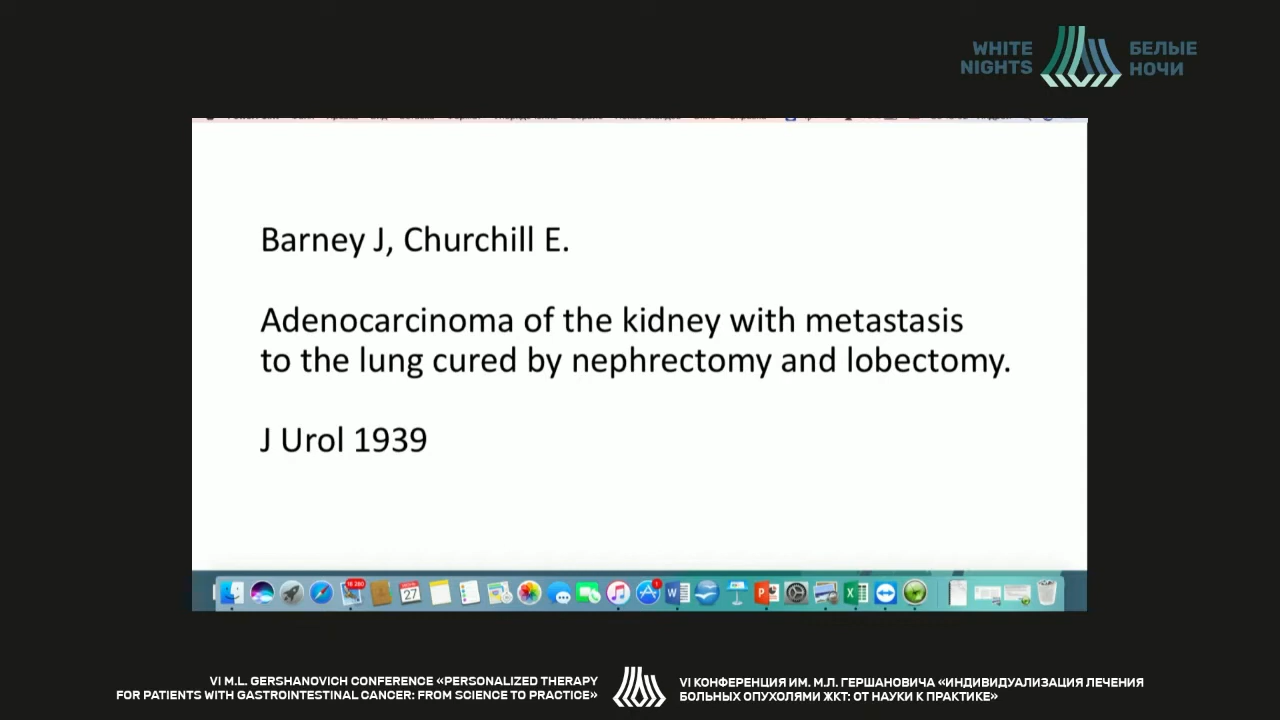 WHITE
NIGHTS
БЕЛЫЕ
НОЧИ
Barney J, Churchill E.
Adenocarcinoma of the kidney with metastasis
to the lung cured by nephrectomy and lobectomy.
J Urol 1939
27
VI M.L. GERSHANOVICH CONFERENCE «PERSONALIZED THERAPY
FOR PATIENTS WITH GASTROINTESTINAL CANCER: FROM SCIENCE TO PRACTICE»
VI КОНФЕРЕНЦИЯ ИМ. М.Л. ГЕРШАНОВИЧА «ИНДИВИДУАЛИЗАЦИЯ ЛЕЧЕНИЯ
БОЛЬНЫХ ОПУХОЛЯМИ ЖКТ: ОТ НАУКИ К ПРАКТИКЕ»